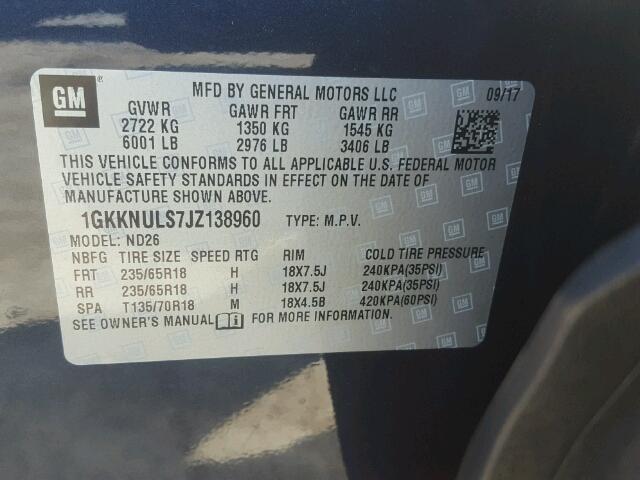 GM
MFD BY GENERAL MOTORS LLC 09/17
GVWR GAWR FRT GAWR RR
2722 KG 1350 KG 1545 KG
6001 LB 2976 LB 3406 LB
THIS VEHICLE CONFORMS TO ALL APPLICABLE U.S. FEDERAL MOTOR
VEHICLE SAFETY STANDARDS IN EFFECT ON THE DATE OF
MANUFACTURE SHOWN ABOVE.
1GKKNULS7JZ138960 TYPE: M.P.V.
MODEL: ND26
NBFG TIRE SIZE SPEED RTG RIM COLD TIRE PRESSURE
FRT 235/65R18 H 18X7.5J 240KPA(35PSI)
RR 235/65R18 H 18X7.5J 240KPA(35PSI)
SPA T135/70R18 M 18X4.5B 420KPA(60PSI)
SEE OWNER'S MANUAL FOR MORE INFORMATION.